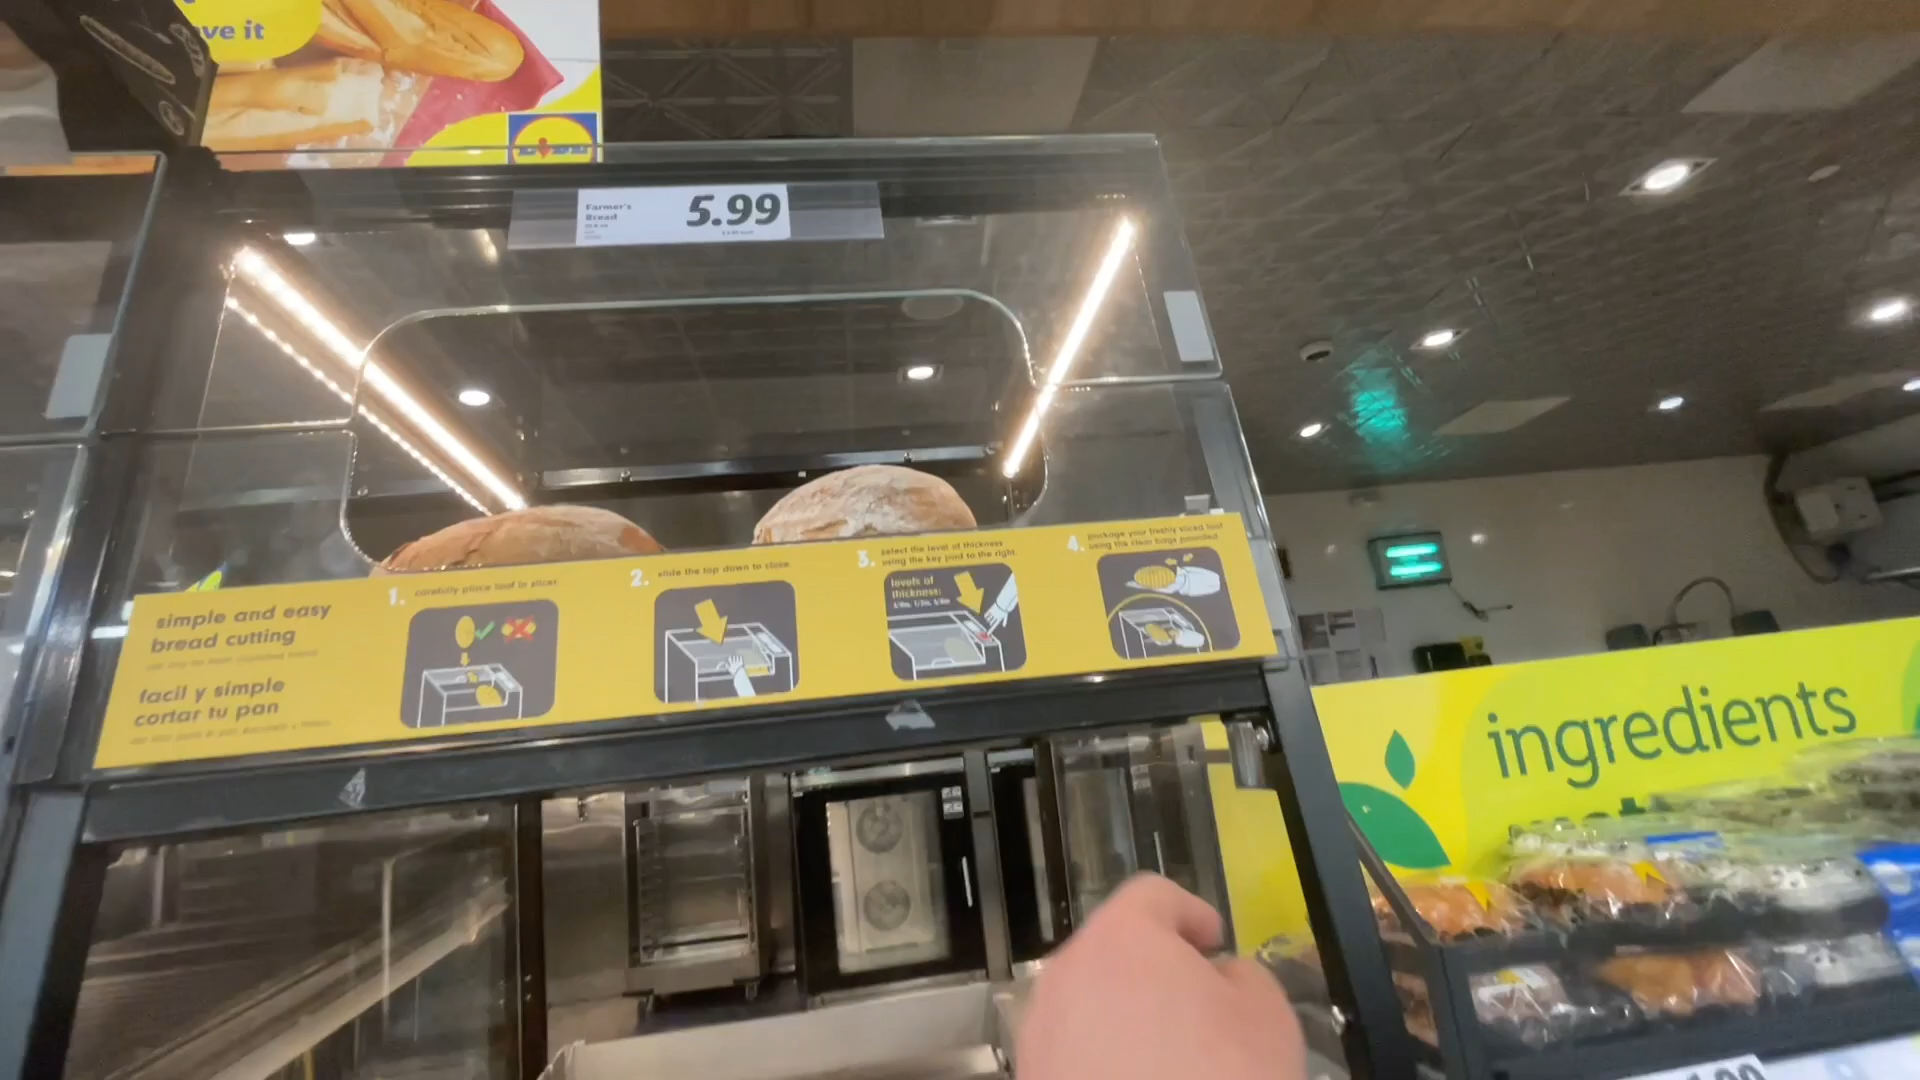 ve it
LIDL
Farmer's
Bread
5.99
simple and easy
bread cutting
facil y simple
cortar tu pan
1. carefully place loaf in slicer.
2. slide the top down to close.
3. select the level of thickness
using the key pad to the right.
levels of
thickness:
4. package your freshly sliced loaf
using the clean bags provided.
ingredients